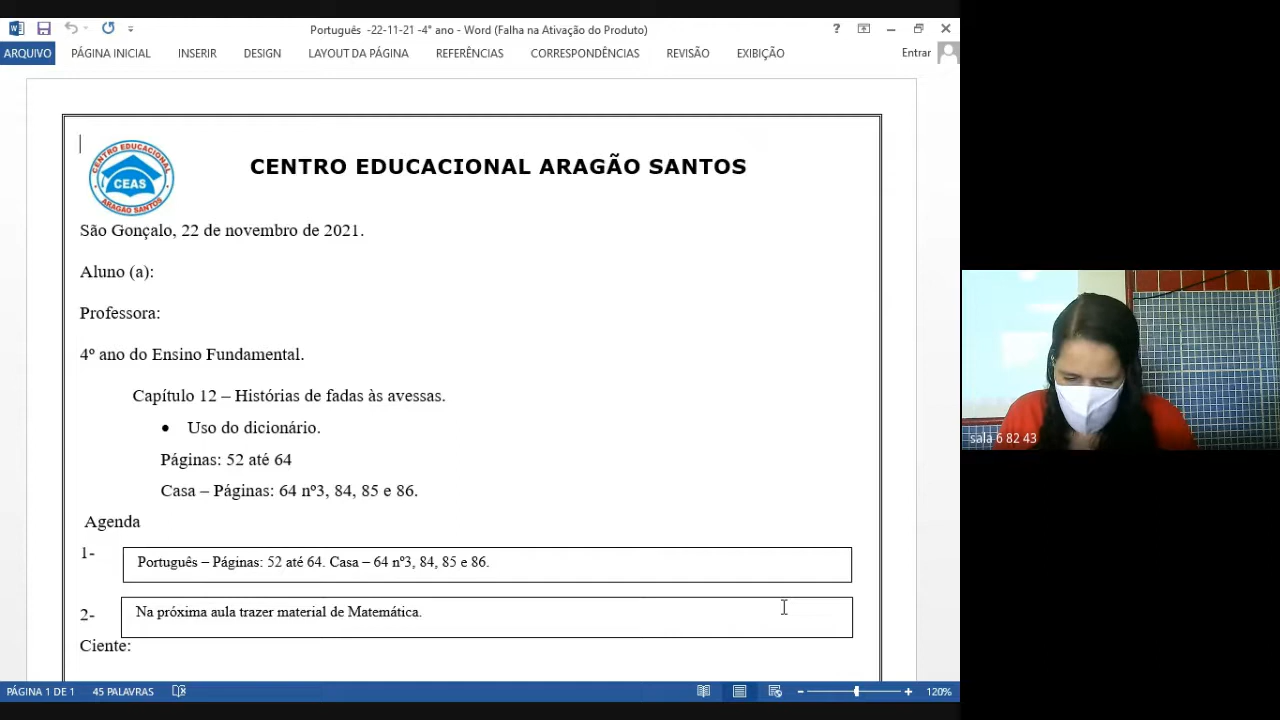 Português -22-11-21 -4° ano - Word (Falha na Ativação do Produto)
ARQUIVO PÁGINA INICIAL INSERIR DESIGN LAYOUT DA PÁGINA REFERÊNCIAS CORRESPONDÊNCIAS REVISÃO EXIBIÇÃO Entrar
CENTRO EDUCACIONAL
CEAS
ARAGÃO SANTOS
CENTRO EDUCACIONAL ARAGÃO SANTOS
São Gonçalo, 22 de novembro de 2021.
Aluno (a):
Professora:
4º ano do Ensino Fundamental.
Capítulo 12 – Histórias de fadas às avessas.
• Uso do dicionário.
Páginas: 52 até 64
Casa – Páginas: 64 nº3, 84, 85 e 86.
Agenda
1- Português – Páginas: 52 até 64. Casa – 64 nº3, 84, 85 e 86.
2- Na próxima aula trazer material de Matemática.
Ciente:
sala 6 82 43
PÁGINA 1 DE 1 45 PALAVRAS 120%